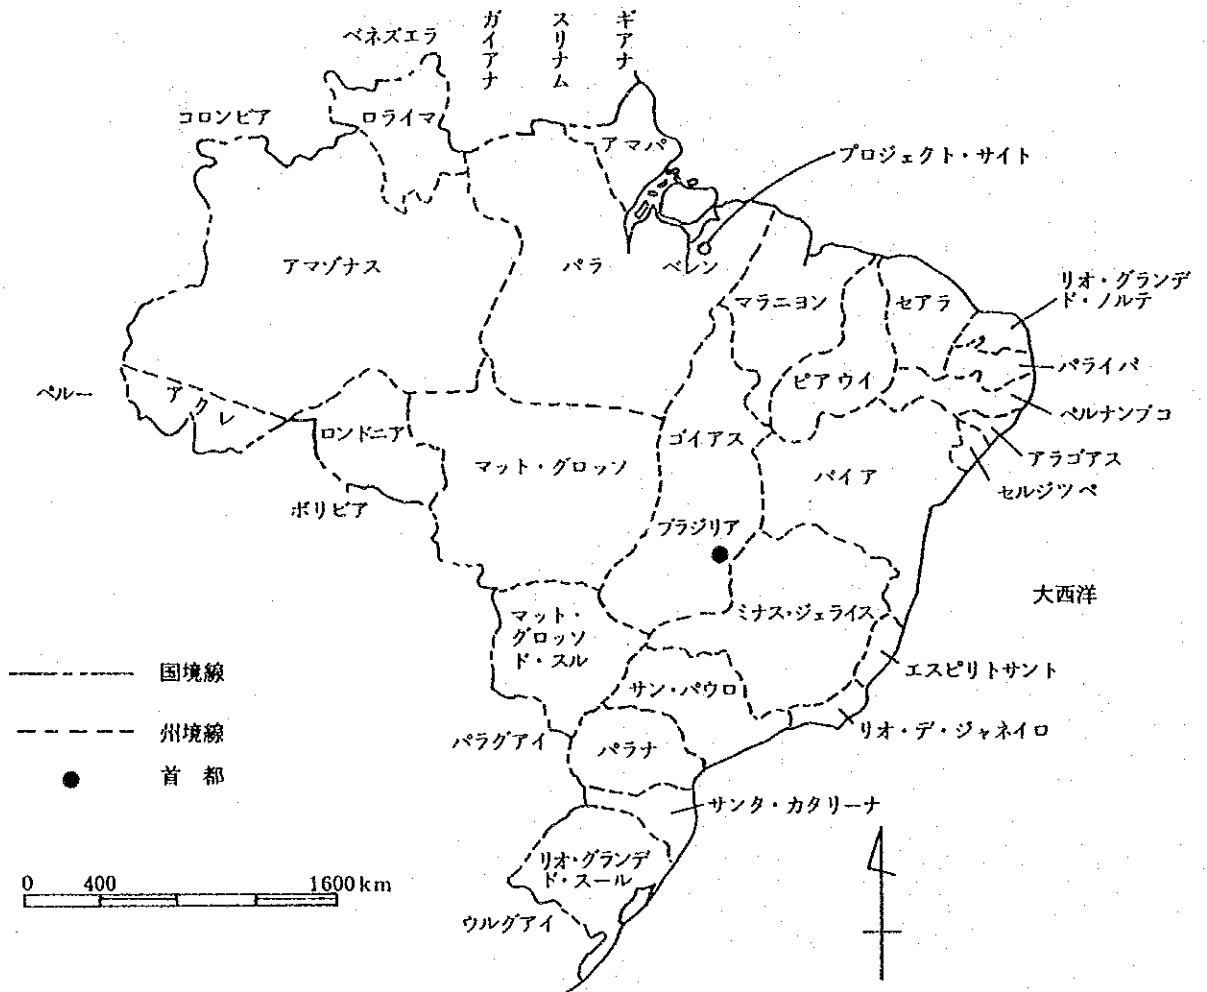 ベネズエラ
ガイアナ
スリナム
ギアナ
コロンビア
ロライマ
アマパ
プロジェクト・サイト
アマゾナス
パラ
ベレン
マラニヨン
セアラ
リオ・グランデ
ド・ノルテ
ペルー
アクレ
ピアウイ
パライバ
ペルナンブコ
ロンドニア
ゴイアス
マット・グロッソ
バイア
アラゴアス
セルジツペ
ボリビア
ブラジリア
大西洋
マット・
グロッソ
ド・スル
ミナス・ジェライス
国境線
エスピリトサント
サン・パウロ
州境線
パラグアイ
パラナ
リオ・デ・ジャネイロ
首 都
サンタ・カタリーナ
リオ・グランデ
ド・スール
0 400 1600km
ウルグアイ